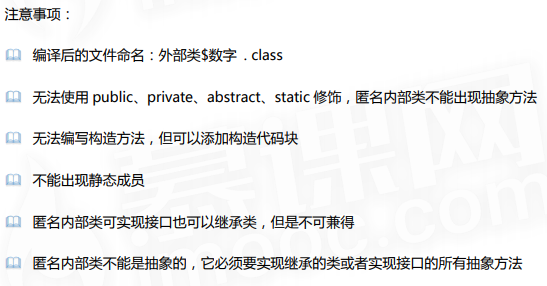 注意事项：
编译后的文件命名：外部类$数字 . class
无法使用 public、private、abstract、static 修饰，匿名内部类不能出现抽象方法
无法编写构造方法，但可以添加构造代码块
不能出现静态成员
匿名内部类可实现接口也可以继承类，但是不可兼得
匿名内部类不能是抽象的，它必须要实现继承的类或者实现接口的所有抽象方法
慕课网
imooc.com